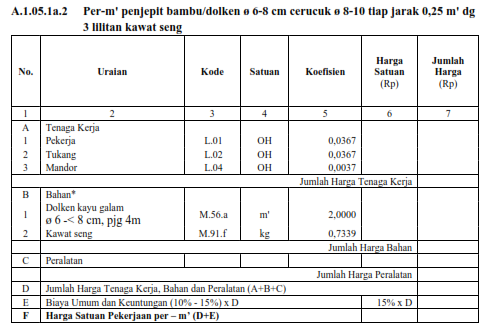 A.1.05.1a.2 Per-m' penjepit bambu/dolken ø 6-8 cm cerucuk ø 8-10 tiap jarak 0,25 m' dg
3 lilitan kawat seng
No. Uraian Kode Satuan Koefisien Harga Satuan (Rp) Jumlah Harga (Rp)
1 2 3 4 5 6 7
A Tenaga Kerja
1 Pekerja L.01 OH 0,0367
2 Tukang L.02 OH 0,0367
3 Mandor L.04 OH 0,0037
Jumlah Harga Tenaga Kerja
B Bahan*
1 Dolken kayu galam ø 6 -< 8 cm, pjg 4m M.56.a m' 2,0000
2 Kawat seng M.91.f kg 0,7339
Jumlah Harga Bahan
C Peralatan
Jumlah Harga Peralatan
D Jumlah Harga Tenaga Kerja, Bahan dan Peralatan (A+B+C)
E Biaya Umum dan Keuntungan (10% - 15%) x D 15% x D
F Harga Satuan Pekerjaan per – m’ (D+E)